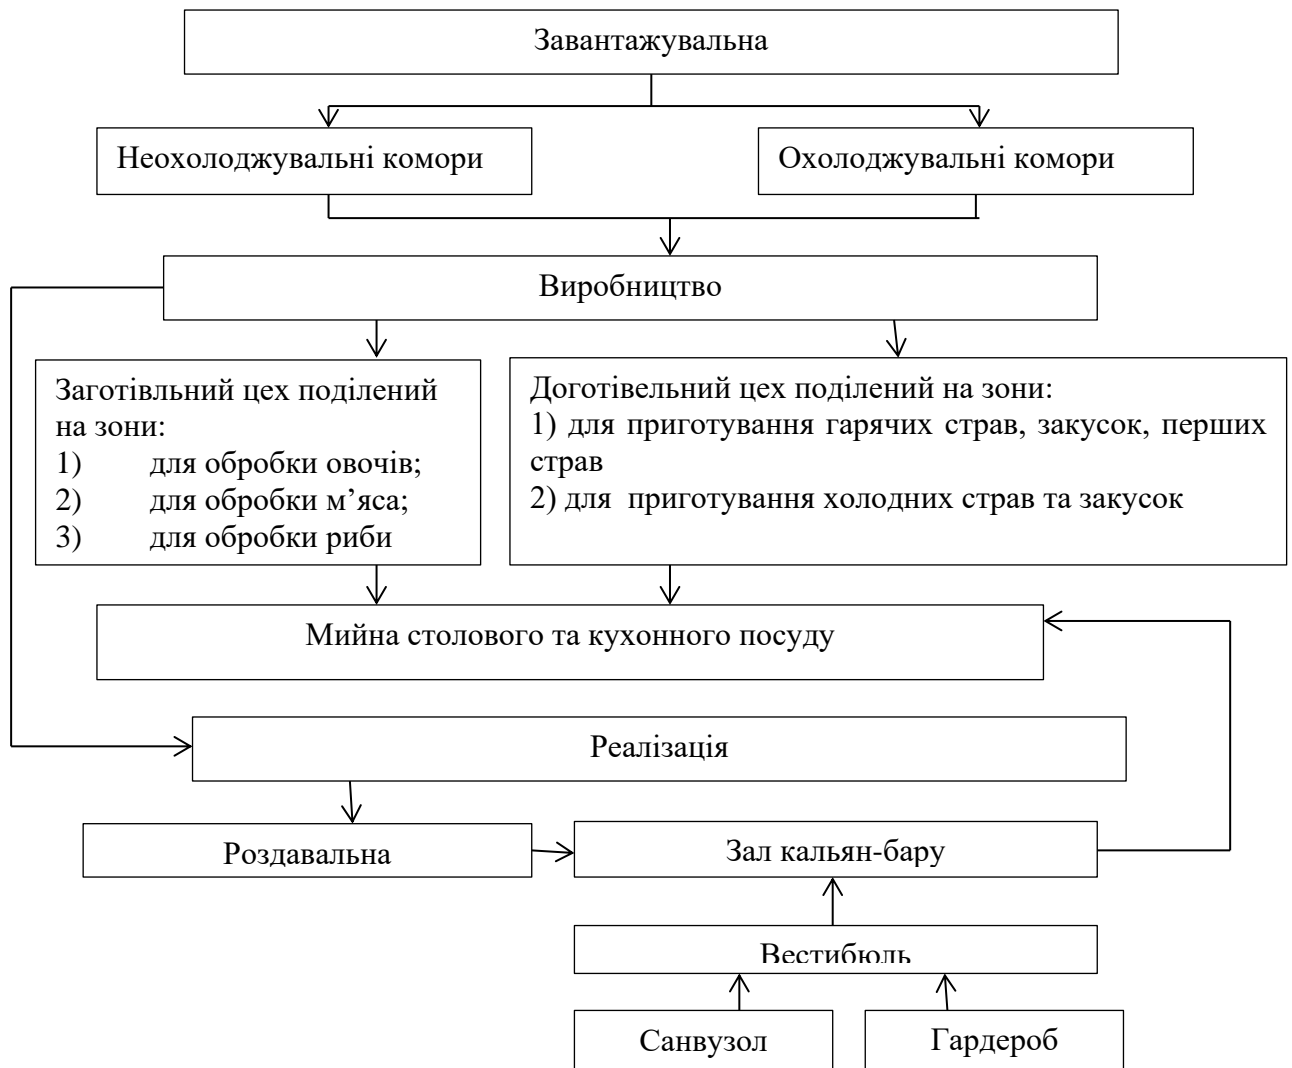 Завантажувальна
Неохолоджувальні комори
Охолоджувальні комори
Виробництво
Заготівльний цех поділений
на зони:
1) для обробки овочів;
2) для обробки м’яса;
3) для обробки риби
Доготівельний цех поділений на зони:
1) для приготування гарячих страв, закусок, перших
страв
2) для приготування холодних страв та закусок
Мийна столового та кухонного посуду
Реалізація
Роздавальна
Зал кальян-бару
Вестибюль
Санвузол
Гардероб